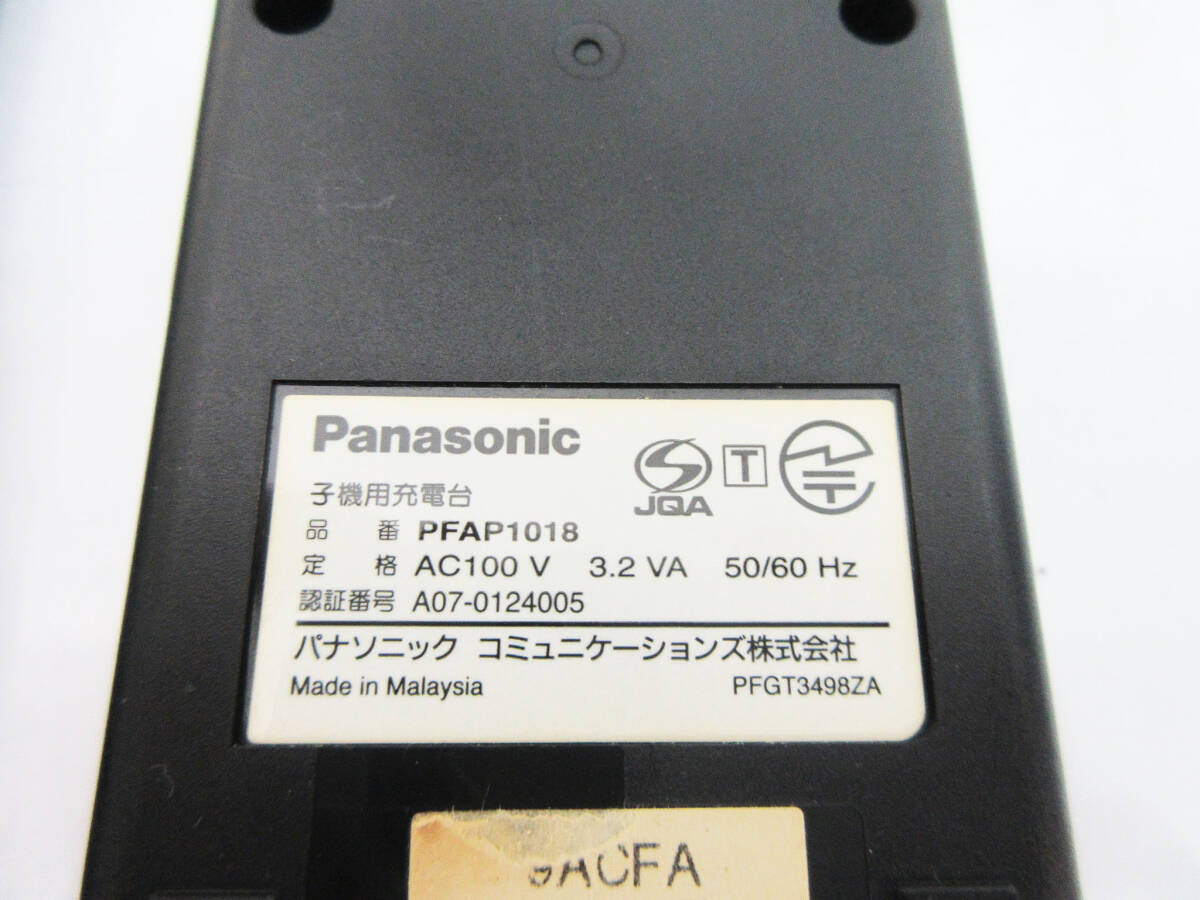 Panasonic
JQA
T
子機用充電台
品 番 PFAP1018
定 格 AC100 V 3.2 VA 50/60 Hz
認証番号 A07-0124005
パナソニック コミュニケーションズ株式会社
Made in Malaysia PFGT3498ZA